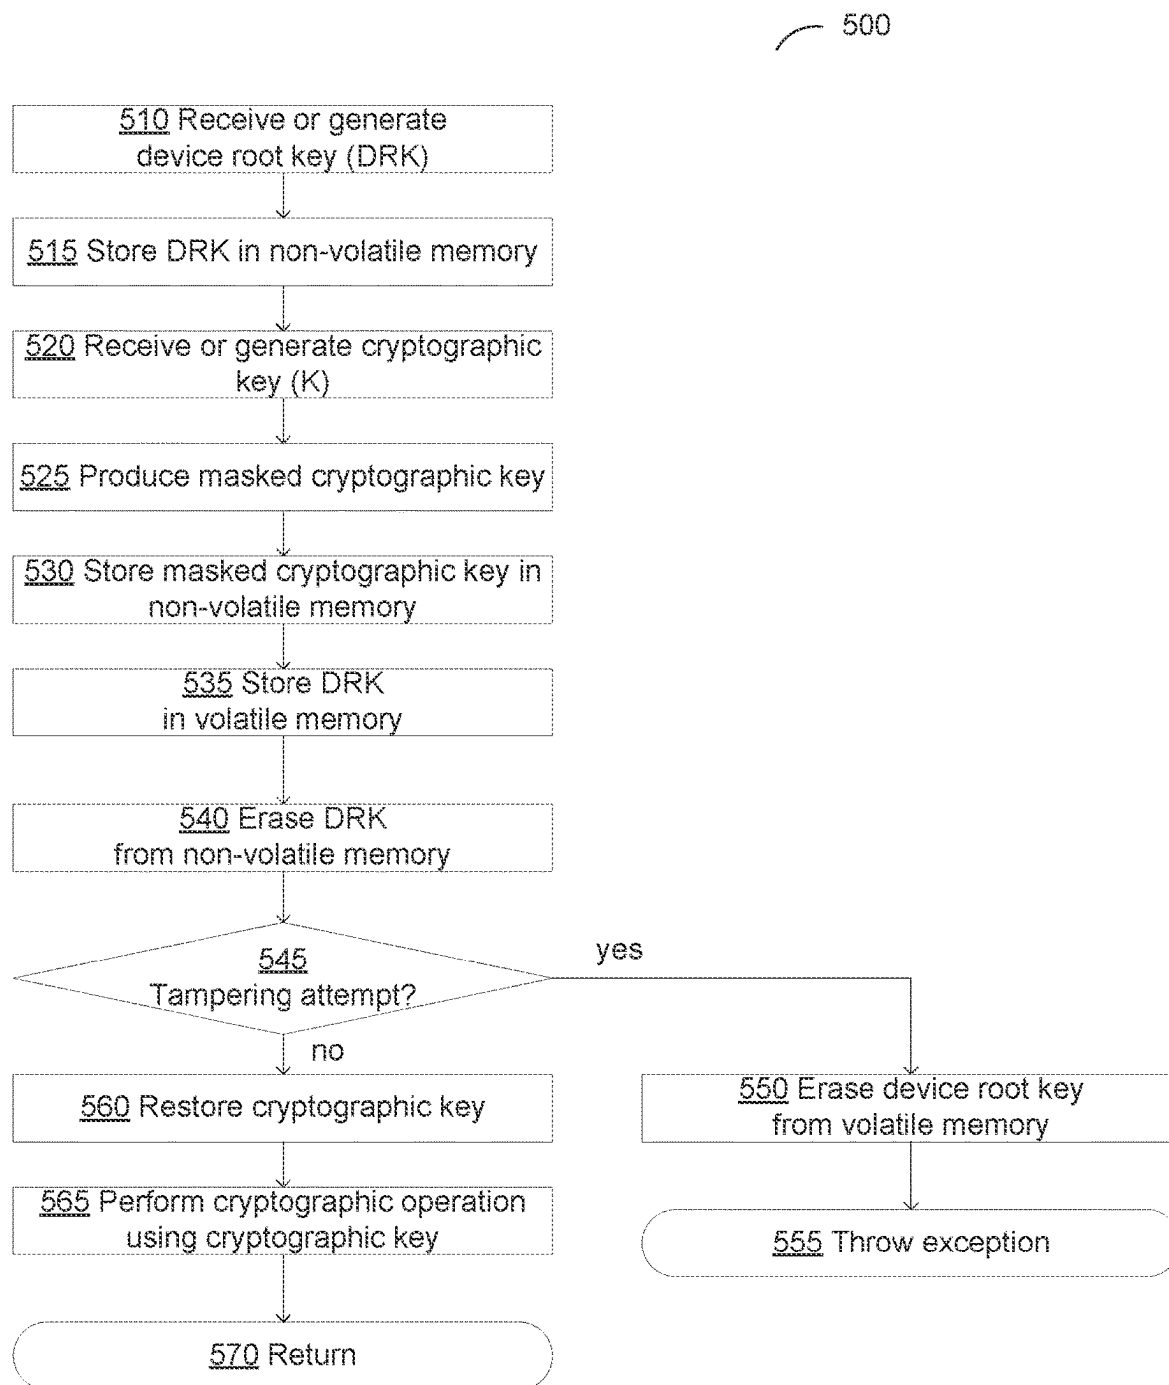 500
510 Receive or generate
device root key (DRK)
515 Store DRK in non-volatile memory
520 Receive or generate cryptographic
key (K)
525 Produce masked cryptographic key
530 Store masked cryptographic key in
non-volatile memory
535 Store DRK
in volatile memory
540 Erase DRK
from non-volatile memory
545
Tampering attempt?
yes
no
560 Restore cryptographic key
550 Erase device root key
from volatile memory
565 Perform cryptographic operation
using cryptographic key
555 Throw exception
570 Return